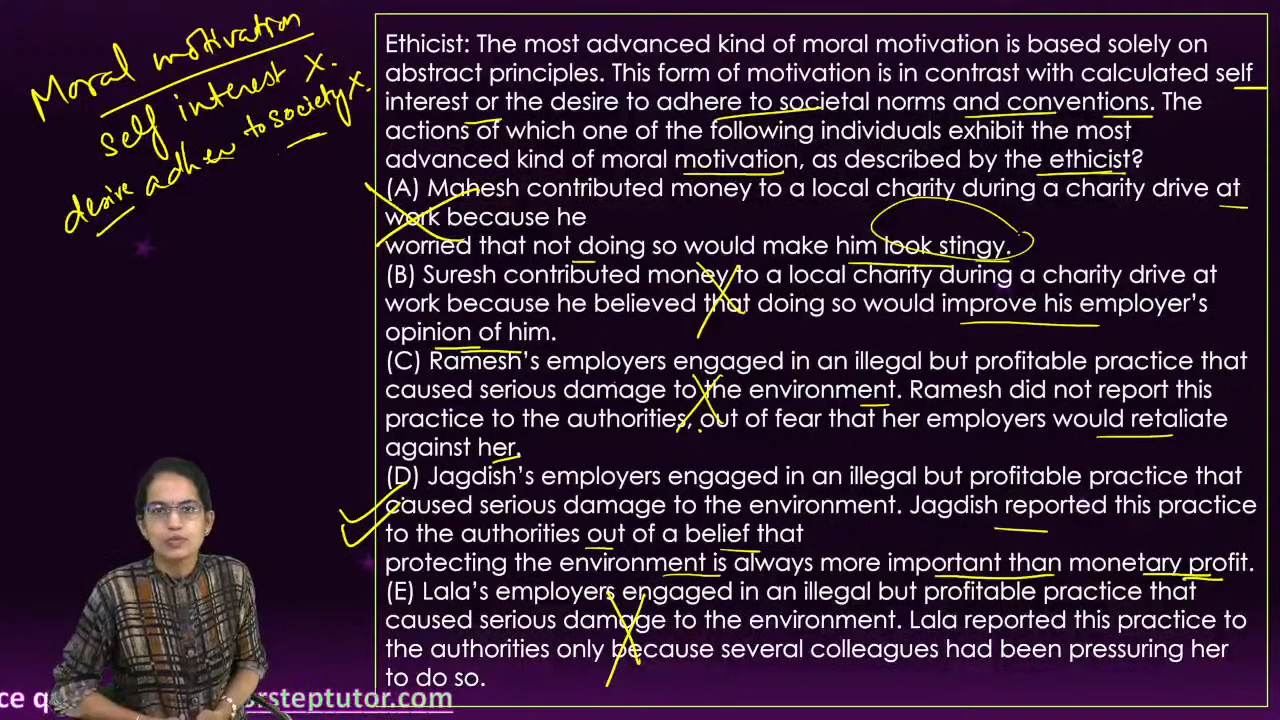 Moral motivation
self interest X.
desire adher to society X.
Ethicist: The most advanced kind of moral motivation is based solely on
abstract principles. This form of motivation is in contrast with calculated self
interest or the desire to adhere to societal norms and conventions. The
actions of which one of the following individuals exhibit the most
advanced kind of moral motivation, as described by the ethicist?
(A) Mahesh contributed money to a local charity during a charity drive at
work because he
worried that not doing so would make him look stingy.
(B) Suresh contributed money to a local charity during a charity drive at
work because he believed that doing so would improve his employer's
opinion of him.
(C) Ramesh's employers engaged in an illegal but profitable practice that
caused serious damage to the environment. Ramesh did not report this
practice to the authorities, out of fear that her employers would retaliate
against her.
(D) Jagdish's employers engaged in an illegal but profitable practice that
caused serious damage to the environment. Jagdish reported this practice
to the authorities out of a belief that
protecting the environment is always more important than monetary profit.
(E) Lala's employers engaged in an illegal but profitable practice that
caused serious damage to the environment. Lala reported this practice to
the authorities only because several colleagues had been pressuring her
to do so.
ce q ersteptutor.com